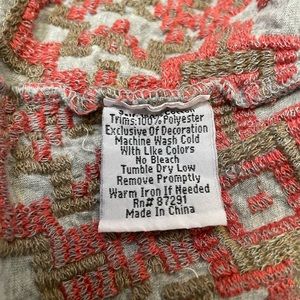 Trims:100% Polyester
Exclusive Of Decoration
Machine Wash Cold
With Like Colors
No Bleach
Tumble Dry Low
Remove Promptly
Warm Iron If Needed
Rn# 87291
Made In China